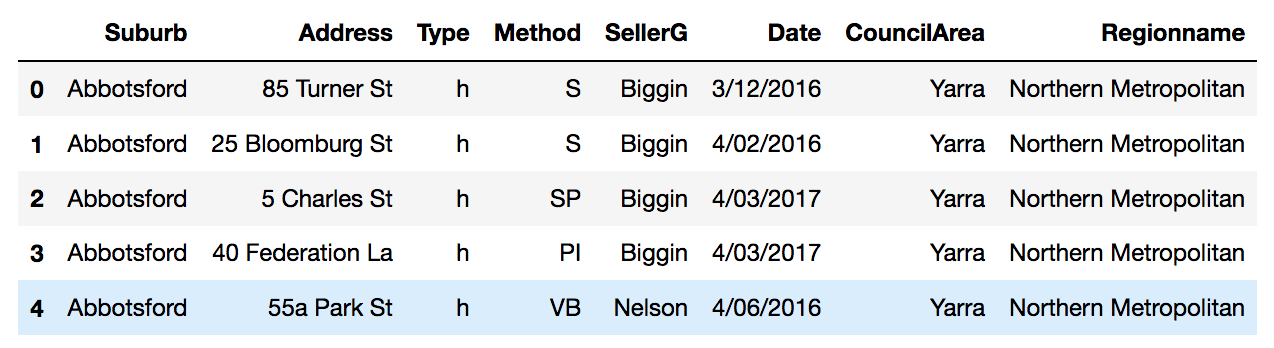 Suburb Address Type Method SellerG Date CouncilArea Regionname
0 Abbotsford 85 Turner St h S Biggin 3/12/2016 Yarra Northern Metropolitan
1 Abbotsford 25 Bloomburg St h S Biggin 4/02/2016 Yarra Northern Metropolitan
2 Abbotsford 5 Charles St h SP Biggin 4/03/2017 Yarra Northern Metropolitan
3 Abbotsford 40 Federation La h PI Biggin 4/03/2017 Yarra Northern Metropolitan
4 Abbotsford 55a Park St h VB Nelson 4/06/2016 Yarra Northern Metropolitan